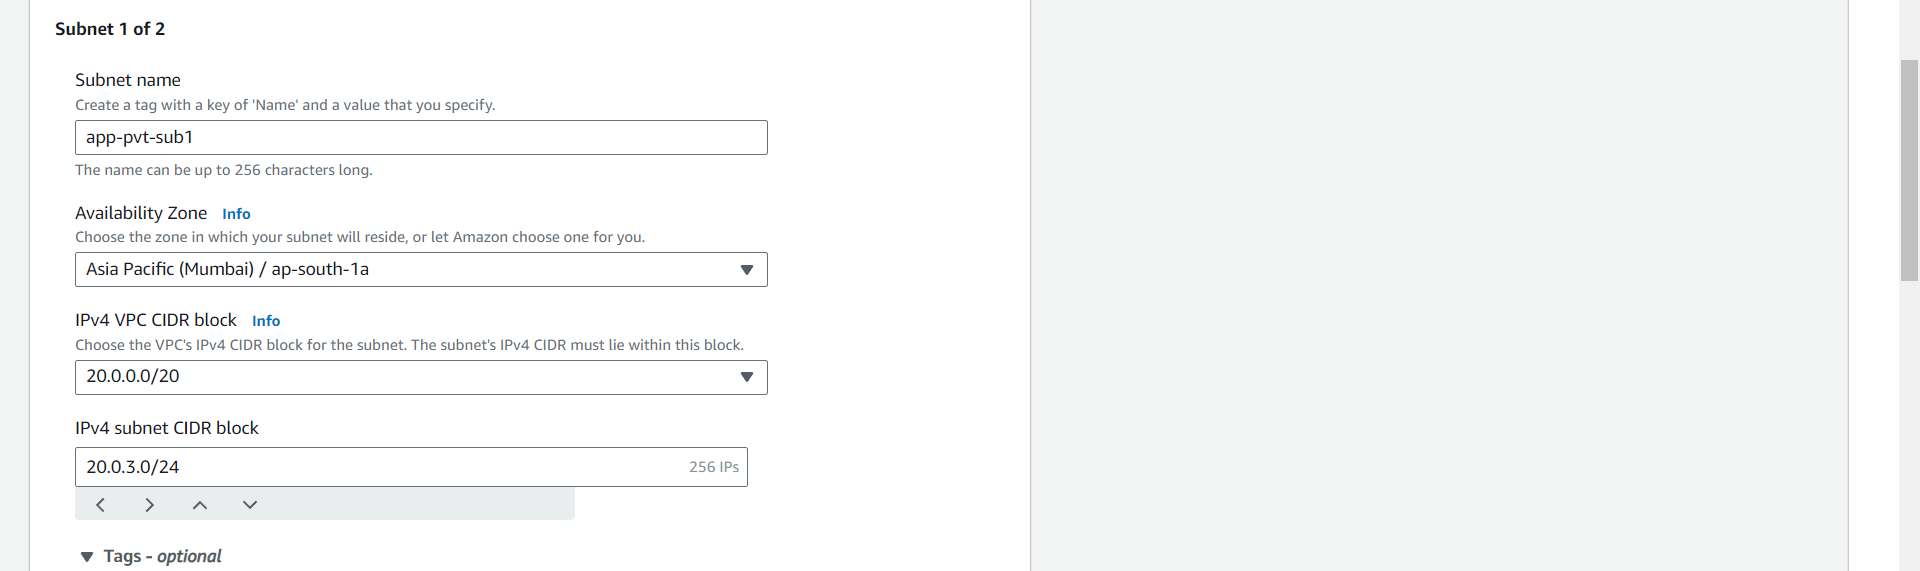 Subnet 1 of 2
Subnet name
Create a tag with a key of 'Name' and a value that you specify.
app-pvt-sub1
The name can be up to 256 characters long.
Availability Zone Info
Choose the zone in which your subnet will reside, or let Amazon choose one for you.
Asia Pacific (Mumbai) / ap-south-1a
IPv4 VPC CIDR block Info
Choose the VPC's IPv4 CIDR block for the subnet. The subnet's IPv4 CIDR must lie within this block.
20.0.0.0/20
IPv4 subnet CIDR block
20.0.3.0/24 256 IPs
Tags - optional